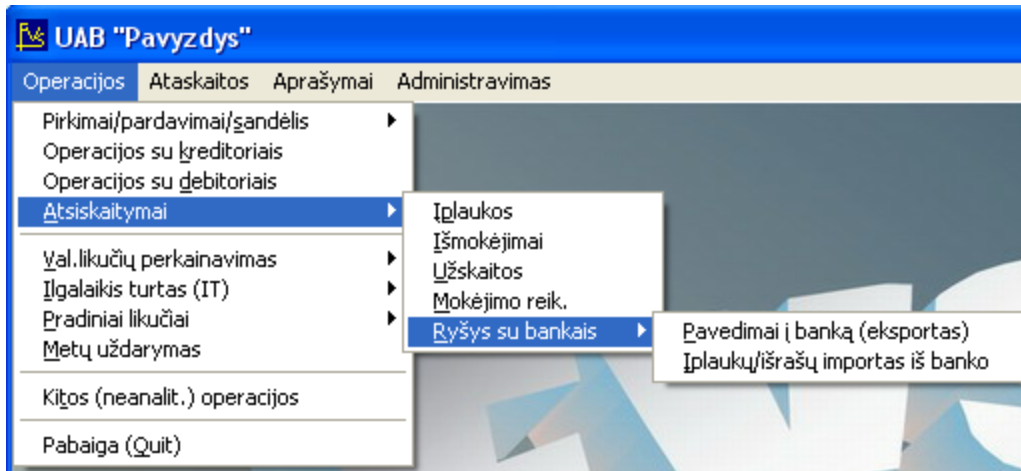 UAB "Pavyzdys"
Operacijos Ataskaitos Aprašymai Administravimas
Pirkimai/pardavimai/sandėlis
Operacijos su kreditoriais
Operacijos su debitoriais
Atsiskaitymai
Val.likučių perkainavimas
Ilgalaikis turtas (IT)
Pradiniai likučiai
Metų uždarymas
Kitos (neanalit.) operacijos
Pabaiga (Quit)
Įplaukos
Išmokėjimai
Užskaitos
Mokėjimo reik.
Ryšys su bankais
Pavedimai į banką (eksportas)
Įplaukų/išrašų importas iš banko